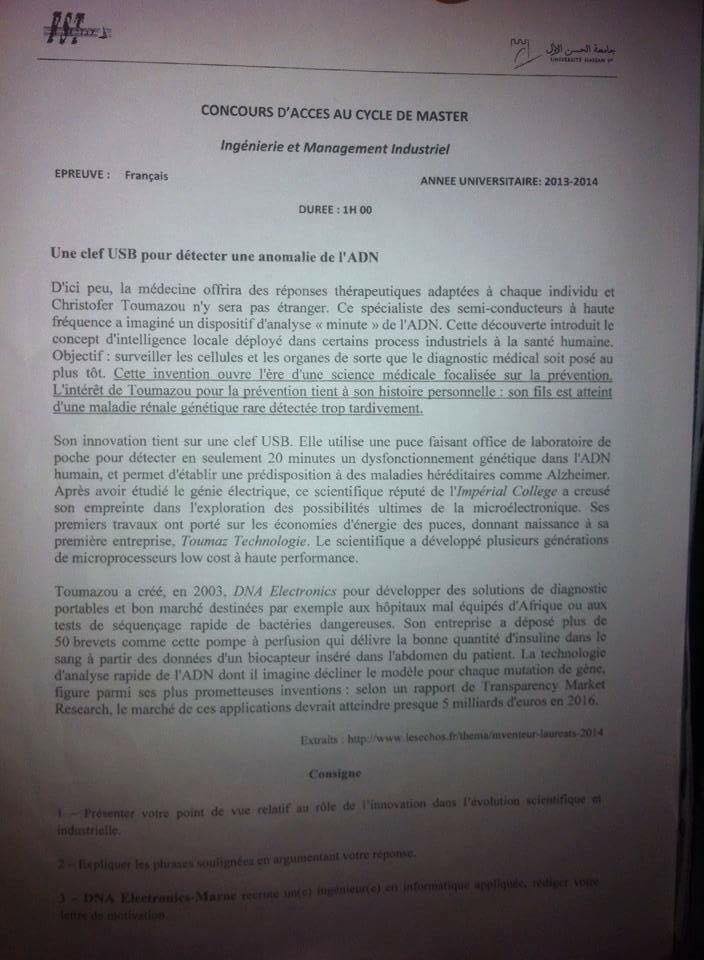 FST
جامعة الحسن الأول
UNIVERSITÉ HASSAN 1er
CONCOURS D'ACCES AU CYCLE DE MASTER
Ingénierie et Management Industriel
EPREUVE : Français
ANNEE UNIVERSITAIRE: 2013-2014
DUREE : 1H 00
Une clef USB pour détecter une anomalie de l'ADN
D'ici peu, la médecine offrira des réponses thérapeutiques adaptées à chaque individu et
Christofer Toumazou n'y sera pas étranger. Ce spécialiste des semi-conducteurs à haute
fréquence a imaginé un dispositif d'analyse « minute » de l'ADN. Cette découverte introduit le
concept d'intelligence locale déployé dans certains process industriels à la santé humaine.
Objectif : surveiller les cellules et les organes de sorte que le diagnostic médical soit posé au
plus tôt. Cette invention ouvre l'ère d'une science médicale focalisée sur la prévention.
L'intérêt de Toumazou pour la prévention tient à son histoire personnelle : son fils est atteint
d'une maladie rénale génétique rare détectée trop tardivement.
Son innovation tient sur une clef USB. Elle utilise une puce faisant office de laboratoire de
poche pour détecter en seulement 20 minutes un dysfonctionnement génétique dans l'ADN
humain, et permet d'établir une prédisposition à des maladies héréditaires comme Alzheimer.
Après avoir étudié le génie électrique, ce scientifique réputé de l'Impérial College a creusé
son empreinte dans l'exploration des possibilités ultimes de la microélectronique. Ses
premiers travaux ont porté sur les économies d'énergie des puces, donnant naissance à sa
première entreprise, Toumaz Technologie. Le scientifique a développé plusieurs générations
de microprocesseurs low cost à haute performance.
Toumazou a créé, en 2003, DNA Electronics pour développer des solutions de diagnostic
portables et bon marché destinées par exemple aux hôpitaux mal équipés d'Afrique ou aux
tests de séquençage rapide de bactéries dangereuses. Son entreprise a déposé plus de
50 brevets comme cette pompe à perfusion qui délivre la bonne quantité d'insuline dans le
sang à partir des données d'un biocapteur inséré dans l'abdomen du patient. La technologie
d'analyse rapide de l'ADN dont il imagine décliner le modèle pour chaque mutation de gène,
figure parmi ses plus prometteuses inventions : selon un rapport de Transparency Market
Research, le marché de ces applications devrait atteindre presque 5 milliards d'euros en 2016.
Extraits : http://www.lesechos.fr/thema/inventeur-laureats-2014
Consigne
1 – Présenter votre point de vue relatif au rôle de l'innovation dans l'évolution scientifique et
industrielle.
2 – Expliquer les phrases soulignées en argumentant votre réponse.
3 – DNA Electronics-Maroc recrute un(e) ingénieur(e) en informatique appliquée, rédiger votre
lettre de motivation.